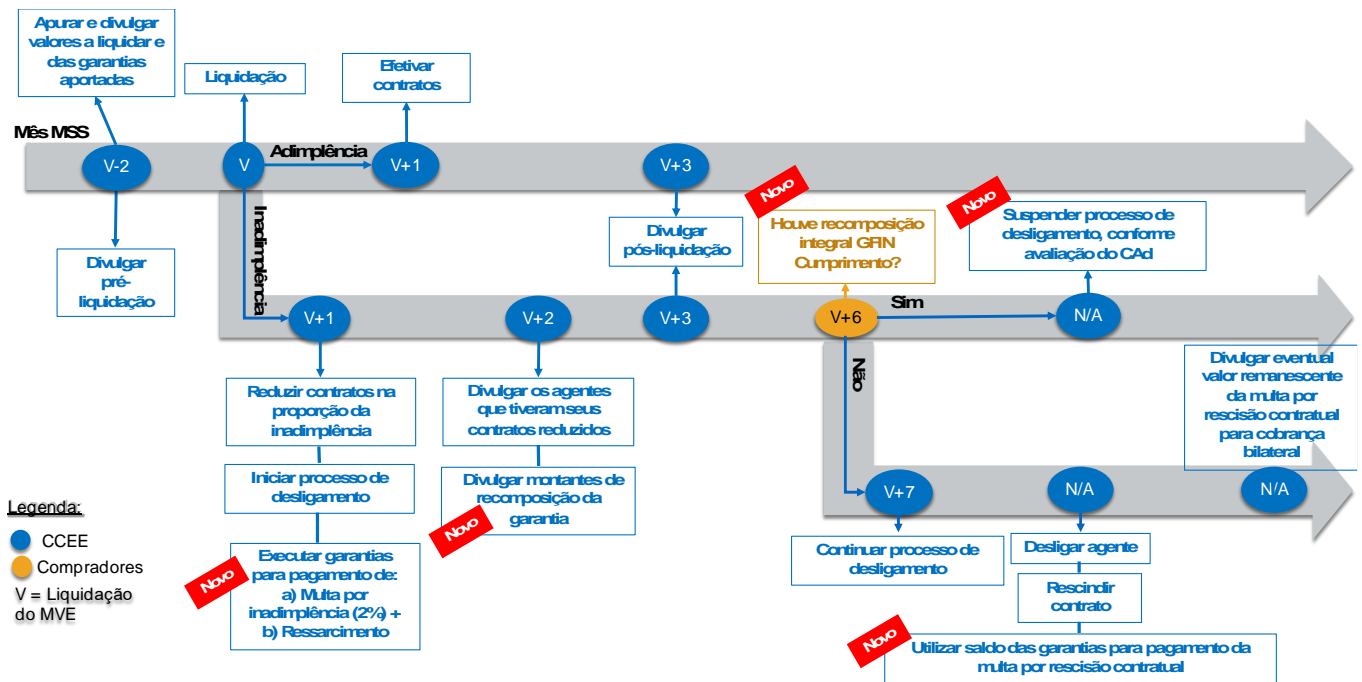 Apurar e divulgar
valores a liquidar e
das garantias
aportadas
Liquidação
Efetivar
contratos
Mês MSS
V-2
V
Adimplência
V+1
V+3
Divulgar
pré-
liquidação
Inadimplência
Divulgar
pós-liquidação
Novo
Houve recomposição
integral GFIN
Cumprimento?
Novo
Suspender processo de
desligamento, conforme
avaliação do CAd
V+1
V+2
V+3
V+6
Sim
N/A
Não
Reduzir contratos na
proporção da
inadimplência
Iniciar processo de
desligamento
Novo
Executar garantias
para pagamento de:
a) Multa por
inadimplência (2%) +
b) Ressarcimento
Divulgar os agentes
que tiveram seus
contratos reduzidos
Divulgar montantes de
recomposição da
garantia
Novo
Divulgar eventual
valor remanescente
da multa por
rescisão contratual
para cobrança
bilateral
V+7
N/A
N/A
Continuar processo de
desligamento
Desligar agente
Rescindir
contrato
Novo
Utilizar saldo das garantias para pagamento da
multa por rescisão contratual
Legenda:
CCEE
Compradores
V = Liquidação
do MVE